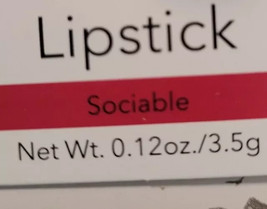 Lipstick
Sociable
Net Wt. 0.12oz./3.5g